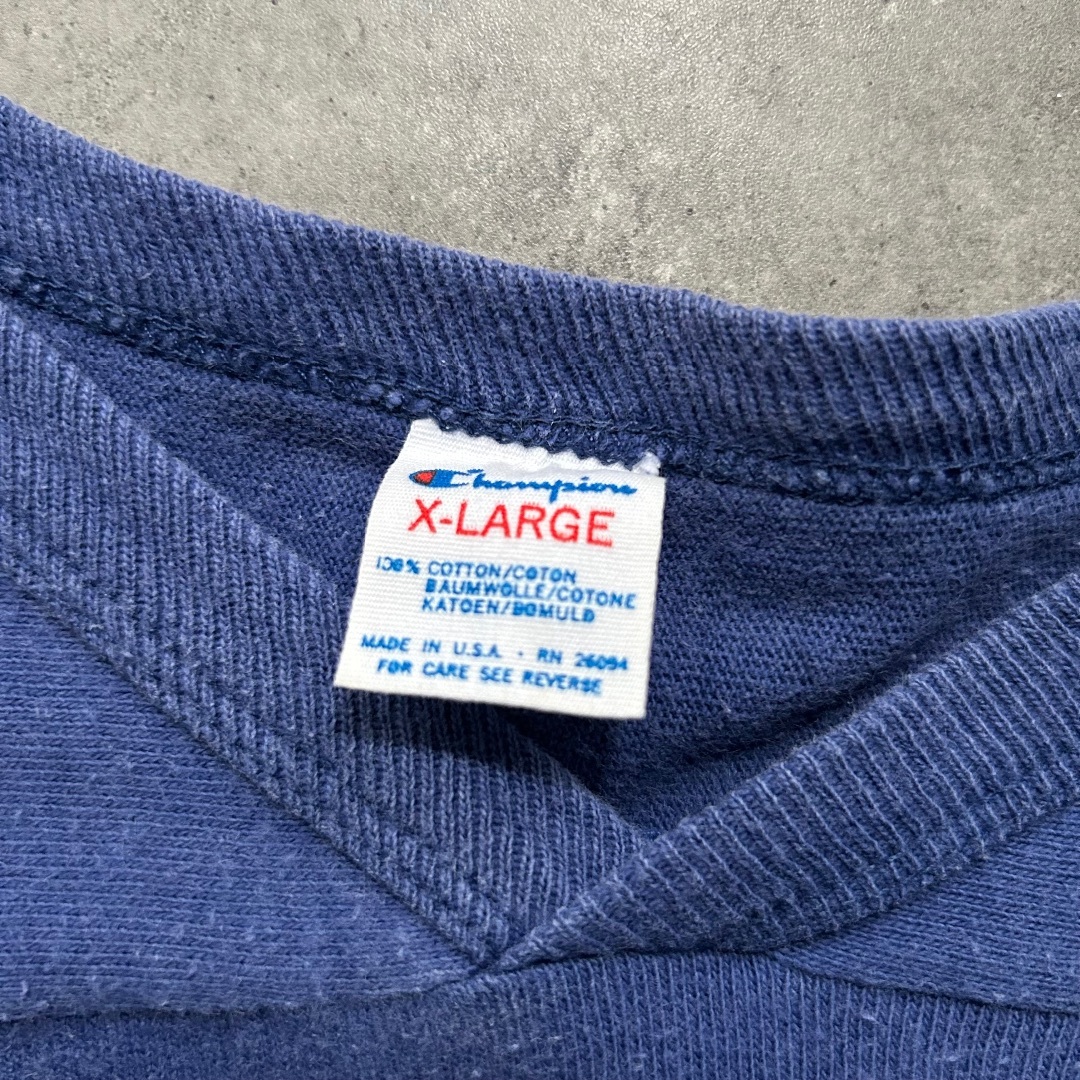 Champion
X-LARGE
100% COTTON/COTON
BAUMWOLLE/COTONE
KATOEN/BOMULD
MADE IN U.S.A. · RN 26094
FOR CARE SEE REVERSE